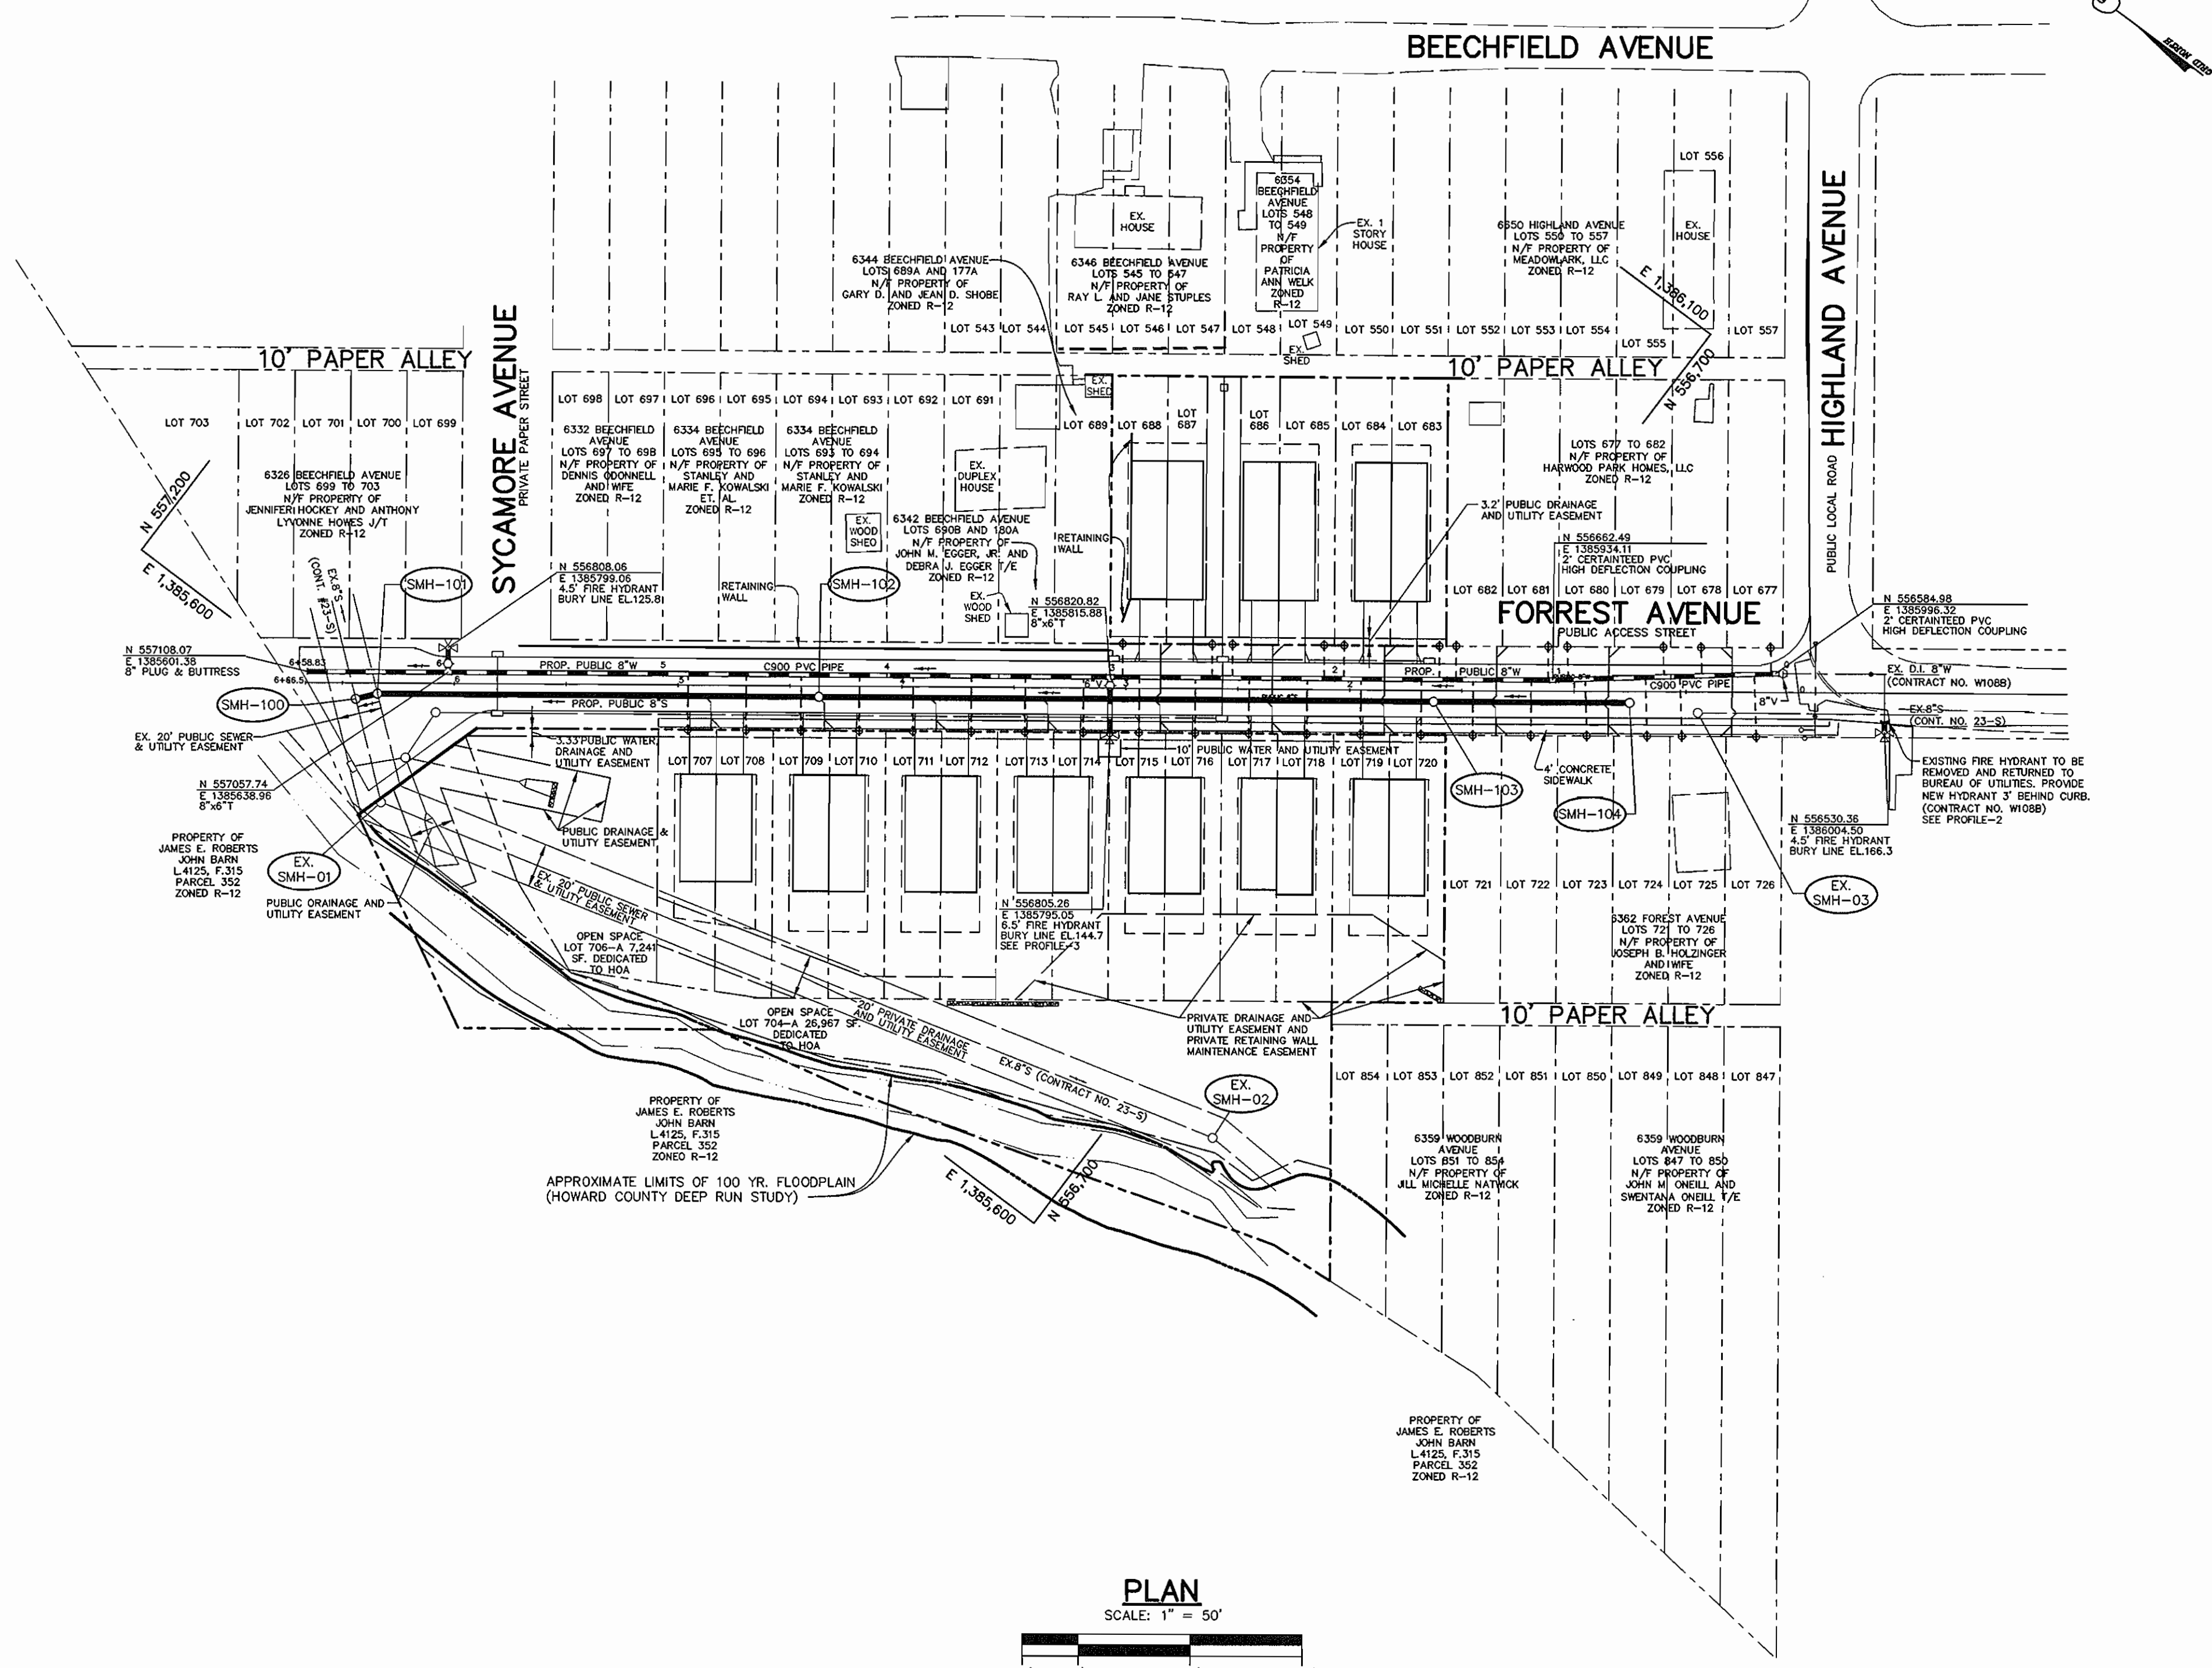 BEECHFIELD AVENUE
GRID NORTH
LOT 556
6354
BEECHFIELD
AVENUE
LOTS 548
TO 549
N/F
PROPERTY
OF
PATRICIA
ANN WELK
ZONED
R-12
EX.
HOUSE
EX. 1
STORY
HOUSE
6650 HIGHLAND AVENUE
LOTS 550 TO 557
N/F PROPERTY OF
MEADOWLARK, LLC
ZONED R-12
EX.
HOUSE
HIGHLAND AVENUE
PUBLIC LOCAL ROAD
6344 BEECHFIELD AVENUE
LOTS 689A AND 177A
N/F PROPERTY OF
GARY D. AND JEAN D. SHOBE
ZONED R-12
6346 BEECHFIELD AVENUE
LOTS 545 TO 547
N/F PROPERTY OF
RAY L. AND JANE STUPLES
ZONED R-12
E 1,386,100
N 556,700
LOT 543 LOT 544 LOT 545 LOT 546 LOT 547 LOT 548 LOT 549 LOT 550 LOT 551 LOT 552 LOT 553 LOT 554 LOT 555 LOT 557
EX.
SHED
10' PAPER ALLEY
SYCAMORE AVENUE
PRIVATE PAPER STREET
10' PAPER ALLEY
EX.
SHED
LOT 703 LOT 702 LOT 701 LOT 700 LOT 699
LOT 698 LOT 697 LOT 696 LOT 695 LOT 694 LOT 693 LOT 692 LOT 691
LOT 689 LOT 688 LOT 687 LOT 686 LOT 685 LOT 684 LOT 683
6326 BEECHFIELD AVENUE
LOTS 699 TO 703
N/F PROPERTY OF
JENNIFER HOCKEY AND ANTHONY
LYVONNE HOWES J/T
ZONED R-12
6332 BEECHFIELD
AVENUE
LOTS 697 TO 69B
N/F PROPERTY OF
DENNIS ODONNELL
AND WIFE
ZONED R-12
6334 BEECHFIELD
AVENUE
LOTS 695 TO 696
N/F PROPERTY OF
STANLEY AND
MARIE F. KOWALSKI
ET. AL.
ZONED R-12
6334 BEECHFIELD
AVENUE
LOTS 693 TO 694
N/F PROPERTY OF
STANLEY AND
MARIE F. KOWALSKI
ZONED R-12
EX.
DUPLEX
HOUSE
LOTS 677 TO 682
N/F PROPERTY OF
HARWOOD PARK HOMES, LLC
ZONED R-12
N 557,200
E 1,385,600
EX.
WOOD
SHED
6342 BEECHFIELD AVENUE
LOTS 690B AND 180A
N/F PROPERTY OF
JOHN M. EGGER, JR. AND
DEBRA J. EGGER T/E
ZONED R-12
RETAINING
WALL
3.2' PUBLIC DRAINAGE
AND UTILITY EASEMENT
N 556662.49
E 1385934.11
2' CERTAINTEED PVC
HIGH DEFLECTION COUPLING
EX.8"S
(CONT. #23-S)
SMH-101
N 556808.06
E 1385799.06
4.5' FIRE HYDRANT
BURY LINE EL.125.8
RETAINING
WALL
SMH-102
EX.
WOOD
SHED
N 556820.82
E 1385815.88
8"x6"T
LOT 682 LOT 681 LOT 680 LOT 679 LOT 678 LOT 677
FORREST AVENUE
PUBLIC ACCESS STREET
N 556584.98
E 1385996.32
2' CERTAINTEED PVC
HIGH DEFLECTION COUPLING
N 557108.07
E 1385601.38
8" PLUG & BUTTRESS
6+58.83
6+66.5
6
PROP. PUBLIC 8"W 5 C900 PVC PIPE 4
3
2
PROP. PUBLIC 8"W 1
C900 PVC PIPE
6
5
4
6"V
3
2
8"V
EX. D.I. 8"W
(CONTRACT NO. W108B)
SMH-100
PROP. PUBLIC 8"S
EX.8"S
(CONT. NO. 23-S)
EX. 20' PUBLIC SEWER
& UTILITY EASEMENT
3.33'PUBLIC WATER,
DRAINAGE AND
UTILITY EASEMENT
10' PUBLIC WATER AND UTILITY EASEMENT
LOT 707 LOT 708 LOT 709 LOT 710 LOT 711 LOT 712 LOT 713 LOT 714 LOT 715 LOT 716 LOT 717 LOT 718 LOT 719 LOT 720
4' CONCRETE
SIDEWALK
SMH-103
SMH-104
EXISTING FIRE HYDRANT TO BE
REMOVED AND RETURNED TO
BUREAU OF UTILITIES. PROVIDE
NEW HYDRANT 3' BEHIND CURB.
(CONTRACT NO. W108B)
SEE PROFILE-2
N 557057.74
E 1385638.96
8"x6"T
N 556530.36
E 1386004.50
4.5' FIRE HYDRANT
BURY LINE EL.166.3
PROPERTY OF
JAMES E. ROBERTS
JOHN BARN
L.4125, F.315
PARCEL 352
ZONED R-12
EX.
SMH-01
PUBLIC DRAINAGE &
UTILITY EASEMENT
PUBLIC DRAINAGE AND
UTILITY EASEMENT
EX. 20' PUBLIC SEWER
& UTILITY EASEMENT
LOT 721 LOT 722 LOT 723 LOT 724 LOT 725 LOT 726
EX.
SMH-03
N 556805.26
E 1385795.05
6.5' FIRE HYDRANT
BURY LINE EL.144.7
SEE PROFILE-3
6362 FOREST AVENUE
LOTS 721 TO 726
N/F PROPERTY OF
JOSEPH B. HOLZINGER
AND WIFE
ZONED R-12
OPEN SPACE
LOT 706-A 7,241
SF. DEDICATED
TO HOA
OPEN SPACE
LOT 704-A 26,967 SF.
DEDICATED
TO HOA
20' PRIVATE DRAINAGE
AND UTILITY EASEMENT
PRIVATE DRAINAGE AND
UTILITY EASEMENT AND
PRIVATE RETAINING WALL
MAINTENANCE EASEMENT
10' PAPER ALLEY
EX.8"S (CONTRACT NO. 23-S)
EX.
SMH-02
LOT 854 LOT 853 LOT 852 LOT 851 LOT 850 LOT 849 LOT 848 LOT 847
PROPERTY OF
JAMES E. ROBERTS
JOHN BARN
L.4125, F.315
PARCEL 352
ZONED R-12
6359 WOODBURN
AVENUE
LOTS 851 TO 854
N/F PROPERTY OF
JILL MICHELLE NATWICK
ZONED R-12
6359 WOODBURN
AVENUE
LOTS 847 TO 850
N/F PROPERTY OF
JOHN M. ONEILL AND
SWENTANA ONEILL T/E
ZONED R-12
APPROXIMATE LIMITS OF 100 YR. FLOODPLAIN
(HOWARD COUNTY DEEP RUN STUDY)
E 1,385,600
N 556,700
PROPERTY OF
JAMES E. ROBERTS
JOHN BARN
L.4125, F.315
PARCEL 352
ZONED R-12
PLAN
SCALE: 1" = 50'